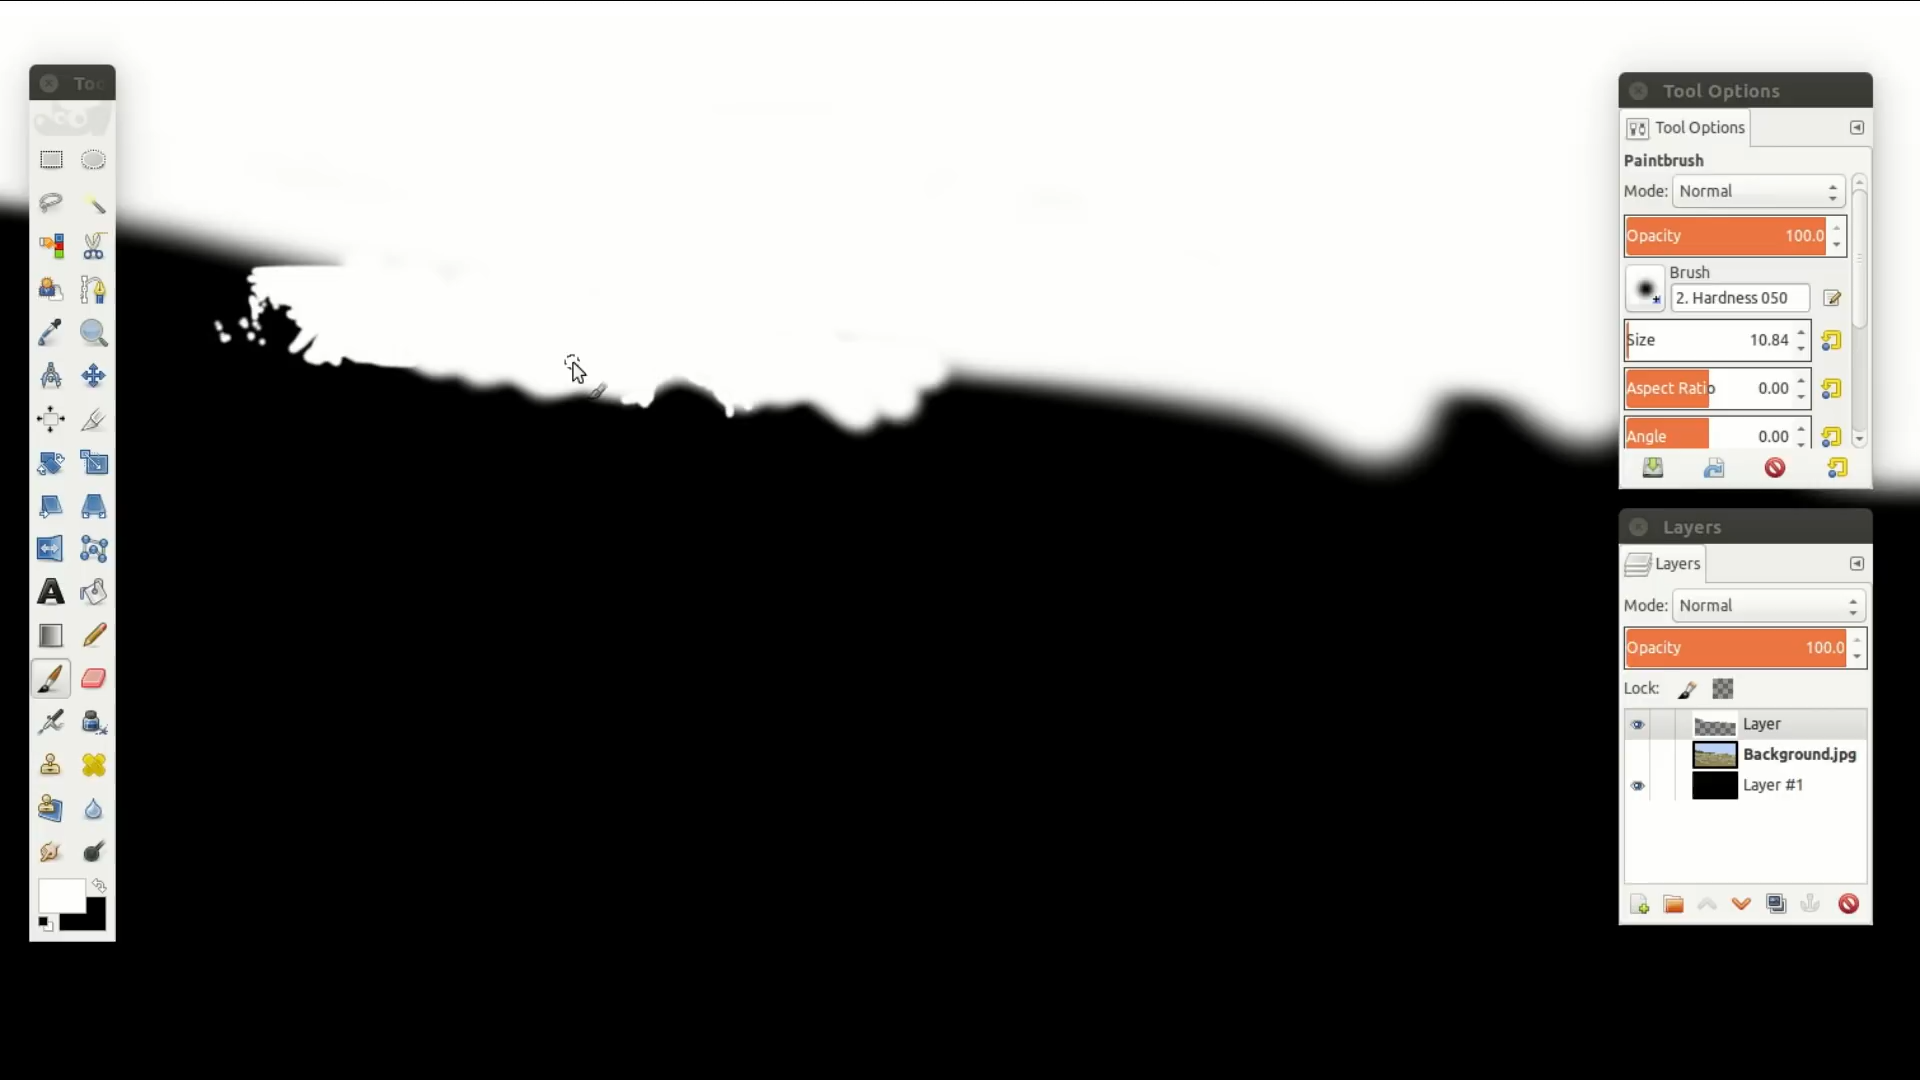 Too
Tool Options
Tool Options
Paintbrush
Mode: Normal
Opacity 100.0
Brush
2. Hardness 050
Size 10.84
Aspect Ratio 0.00
Angle 0.00
Layers
Layers
Mode: Normal
Opacity 100.0
Lock:
Layer
Background.jpg
Layer #1